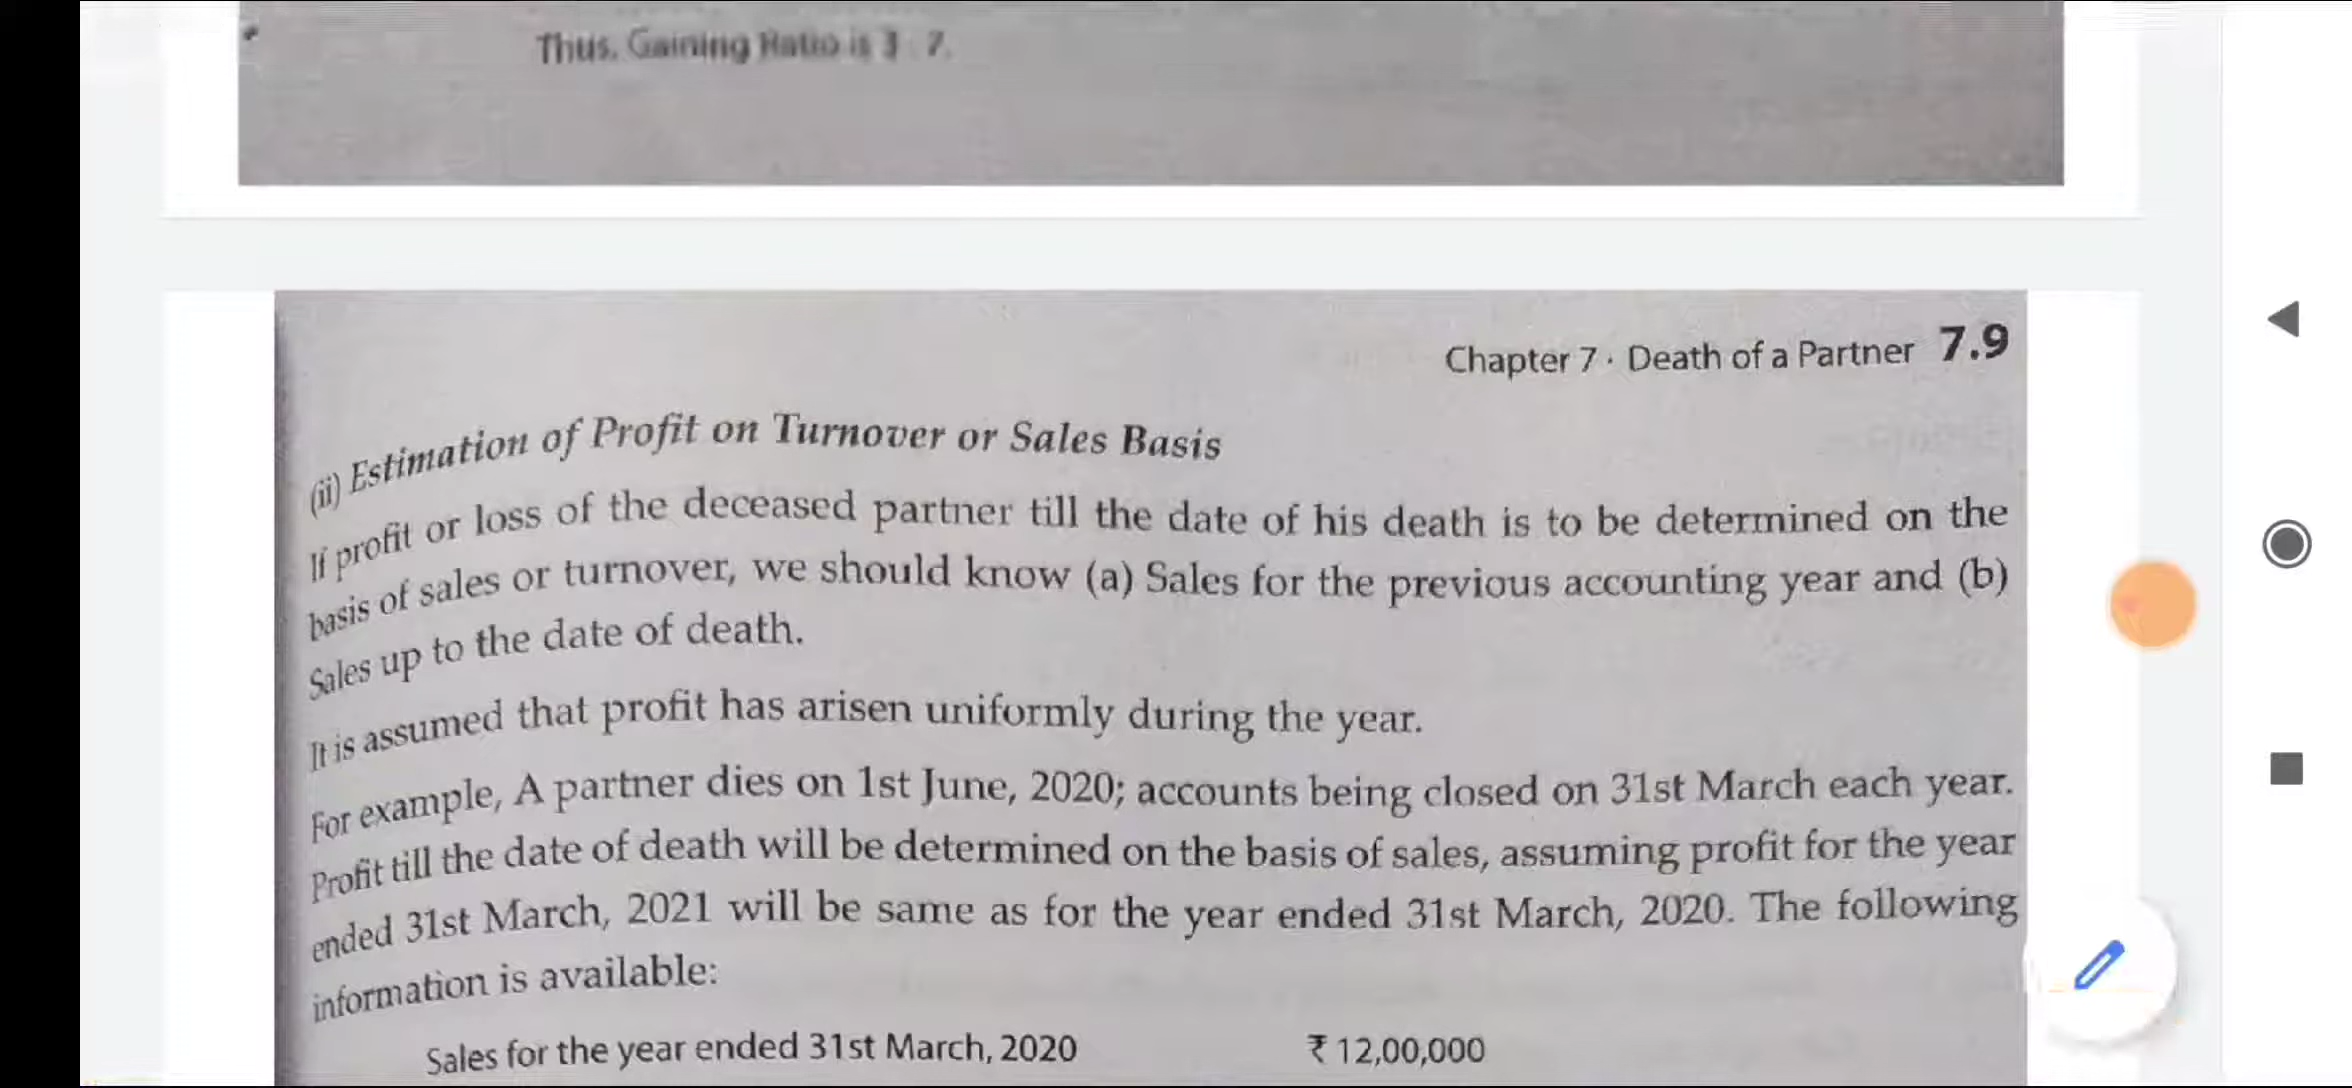 Thus, Gaining Ratio is 3 : 7.
Chapter 7 · Death of a Partner 7.9
(ii) Estimation of Profit on Turnover or Sales Basis
If profit or loss of the deceased partner till the date of his death is to be determined on the
basis of sales or turnover, we should know (a) Sales for the previous accounting year and (b)
Sales up to the date of death.
It is assumed that profit has arisen uniformly during the year.
For example, A partner dies on 1st June, 2020; accounts being closed on 31st March each year.
Profit till the date of death will be determined on the basis of sales, assuming profit for the year
ended 31st March, 2021 will be same as for the year ended 31st March, 2020. The following
information is available:
Sales for the year ended 31st March, 2020 ₹ 12,00,000